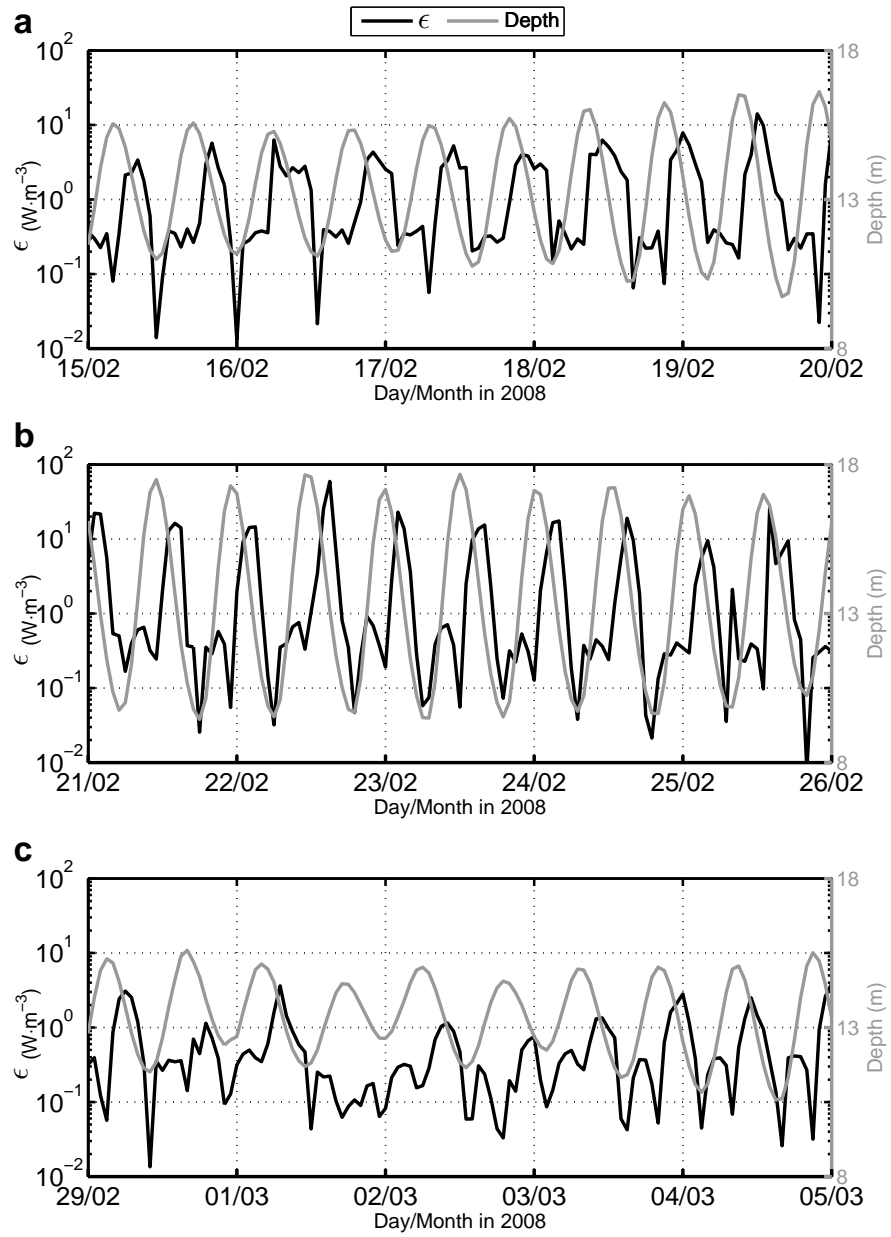 a
ϵ Depth
10² 18
10¹
10⁰ 13
10⁻¹
10⁻² 8
ϵ (W·m⁻³)
Depth (m)
15/02 16/02 17/02 18/02 19/02 20/02
Day/Month in 2008
b
10² 18
10¹
10⁰ 13
10⁻¹
10⁻² 8
ϵ (W·m⁻³)
Depth (m)
21/02 22/02 23/02 24/02 25/02 26/02
Day/Month in 2008
c
10² 18
10¹
10⁰ 13
10⁻¹
10⁻² 8
ϵ (W·m⁻³)
Depth (m)
29/02 01/03 02/03 03/03 04/03 05/03
Day/Month in 2008